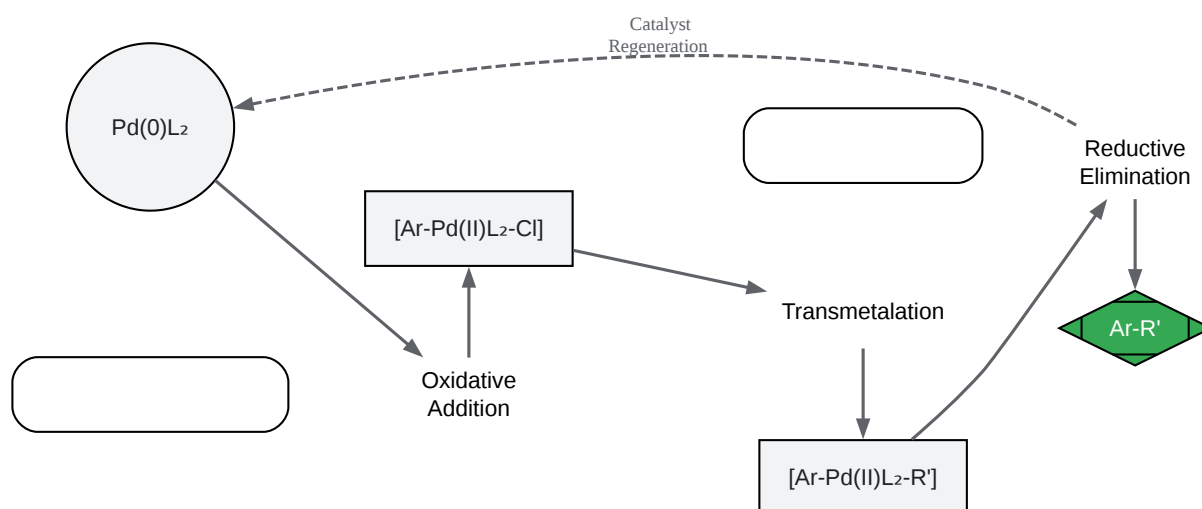 Catalyst
Regeneration
Pd(0)L₂
Reductive
Elimination
[Ar-Pd(II)L₂-Cl]
Transmetalation
Ar-R'
Oxidative
Addition
[Ar-Pd(II)L₂-R']